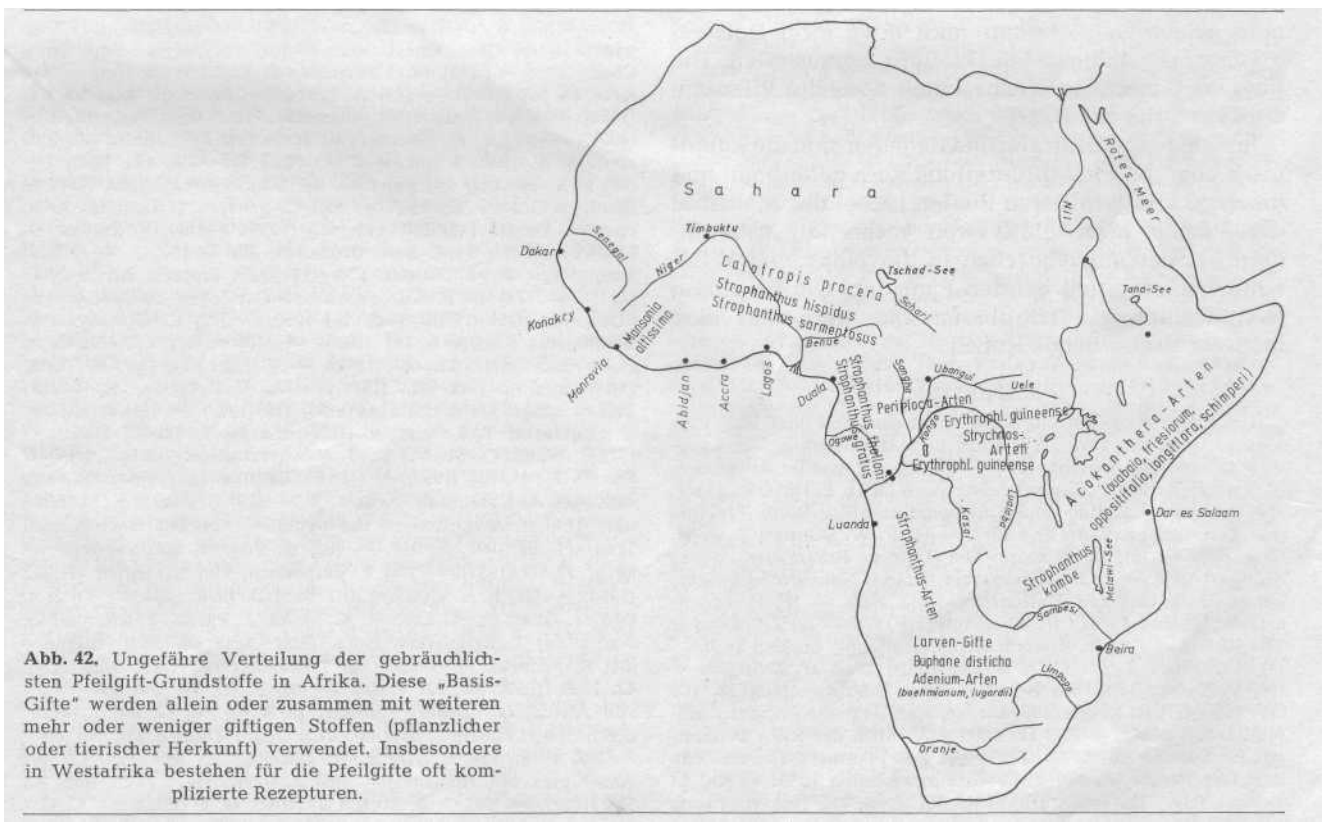 Sahara
Rotes Meer
Nil
Timbuktu
Senegal
Dakar
Niger
Calotropis procera
Tschad-See
Tana-See
Strophanthus hispidus
Schari
Konakry
Mansonia
altissima
Strophanthus sarmentosus
Benue
Monrovia
Abidjan
Accra
Lagos
Duala
Strophanthus tholloni
Strophanthus gratus
Sangha
Ubangui
Uele
Periploca-Arten
Ogowe
Kongo
Erythrophl. guineense
Strychnos-
Arten
Erythrophl. guineense
Acokanthera-Arten
(ouabaio, friesiorum,
oppositifolia, longiflora, schimperi)
Lualaba
Kassai
Luanda
Dar es Salaam
Strophanthus-Arten
Strophanthus
kombe
Malawi-See
Sambesi
Beira
Larven-Gifte
Buphane disticha
Adenium-Arten
(boehmianum, lugardii)
Limpopo
Oranje
Abb. 42. Ungefähre Verteilung der gebräuchlich-
sten Pfeilgift-Grundstoffe in Afrika. Diese „Basis-
Gifte" werden allein oder zusammen mit weiteren
mehr oder weniger giftigen Stoffen (pflanzlicher
oder tierischer Herkunft) verwendet. Insbesondere
in Westafrika bestehen für die Pfeilgifte oft kom-
plizierte Rezepturen.